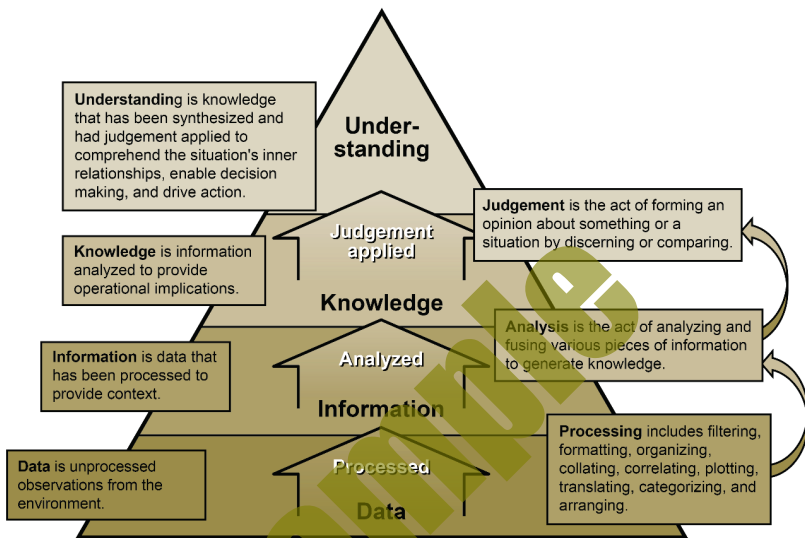 Understanding is knowledge
that has been synthesized and
had judgement applied to
comprehend the situation's inner
relationships, enable decision
making, and drive action.
Under-
standing
Judgement is the act of forming an
opinion about something or a
situation by discerning or comparing.
Judgement
applied
Knowledge is information
analyzed to provide
operational implications.
Knowledge
Analysis is the act of analyzing and
fusing various pieces of information
to generate knowledge.
Analyzed
Information is data that
has been processed to
provide context.
Information
Processing includes filtering,
formatting, organizing,
collating, correlating, plotting,
translating, categorizing, and
arranging.
Processed
Data is unprocessed
observations from the
environment.
Data